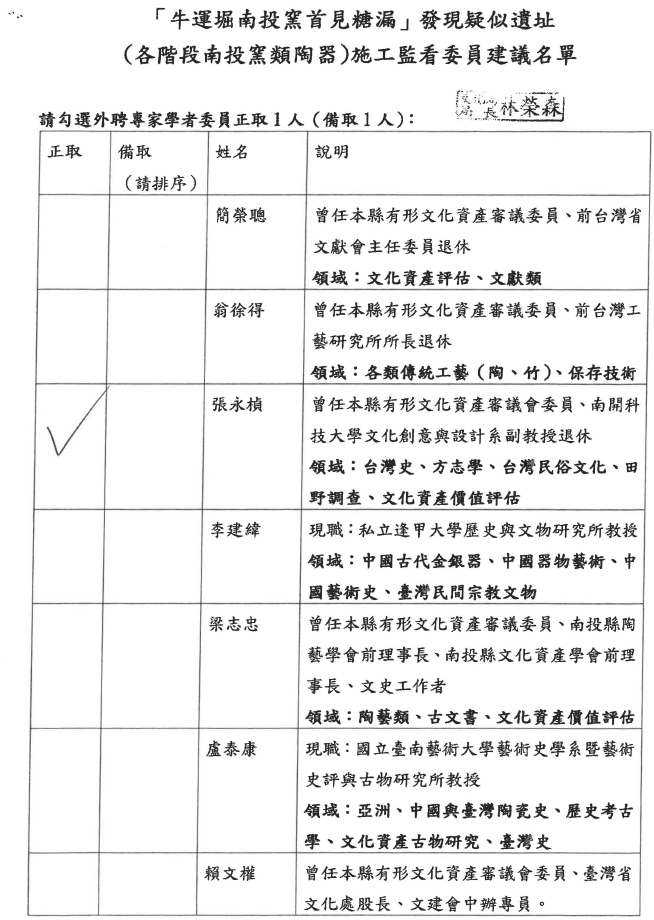 「牛運堀南投窯首見糖漏」發現疑似遺址
(各階段南投窯類陶器)施工監看委員建議名單
局長林榮森
請勾選外聘專家學者委員正取1人(備取1人):
正取
備取
(請排序)
姓名
說明
簡榮聰
曾任本縣有形文化資產審議委員、前台灣省
文獻會主任委員退休
領域:文化資產評估、文獻類
翁徐得
曾任本縣有形文化資產審議委員、前台灣工
藝研究所所長退休
領域:各類傳統工藝(陶、竹)、保存技術
張永楨
曾任本縣有形文化資產審議會委員、南開科
技大學文化創意與設計系副教授退休
領域:台灣史、方志學、台灣民俗文化、田
野調查、文化資產價值評估
李建緯
現職:私立逢甲大學歷史與文物研究所教授
領域:中國古代金銀器、中國器物藝術、中
國藝術史、臺灣民間宗教文物
梁志忠
曾任本縣有形文化資產審議委員、南投縣陶
藝學會前理事長、南投縣文化資產學會前理
事長、文史工作者
領域:陶藝類、古文書、文化資產價值評估
盧泰康
現職:國立臺南藝術大學藝術史學系暨藝術
史評與古物研究所教授
領域:亞洲、中國與臺灣陶瓷史、歷史考古
學、文化資產古物研究、臺灣史
賴文權
曾任本縣有形文化資產審議會委員、臺灣省
文化處股長、文建會中辦專員。